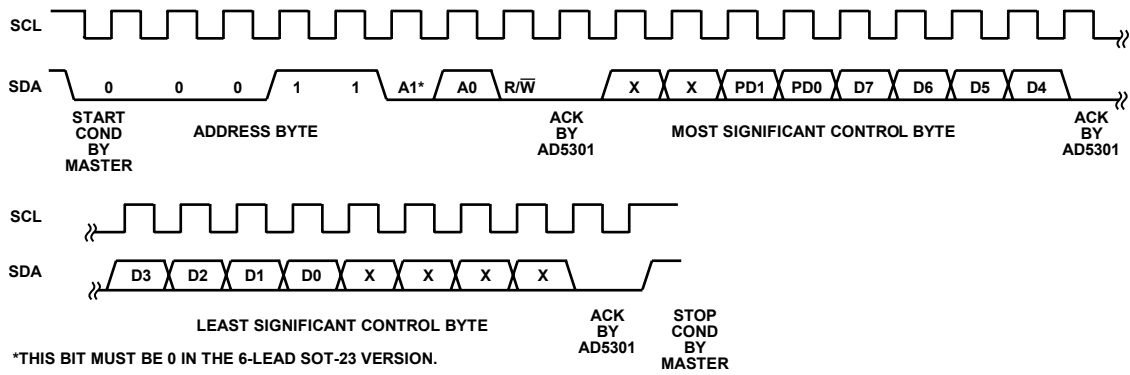 SCL
SDA 0 0 0 1 1 A1* A0 R/W̅ X X PD1 PD0 D7 D6 D5 D4
START COND BY MASTER
ADDRESS BYTE
ACK BY AD5301
MOST SIGNIFICANT CONTROL BYTE
ACK BY AD5301
SCL
SDA D3 D2 D1 D0 X X X X
LEAST SIGNIFICANT CONTROL BYTE
ACK BY AD5301
STOP COND BY MASTER
*THIS BIT MUST BE 0 IN THE 6-LEAD SOT-23 VERSION.